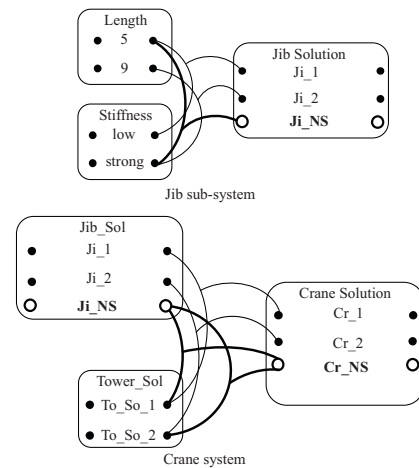 Length
5
9
Stiffness
low
strong
Jib Solution
Ji_1
Ji_2
Ji_NS
Jib sub-system
Jib_Sol
Ji_1
Ji_2
Ji_NS
Tower_Sol
To_So_1
To_So_2
Crane Solution
Cr_1
Cr_2
Cr_NS
Crane system